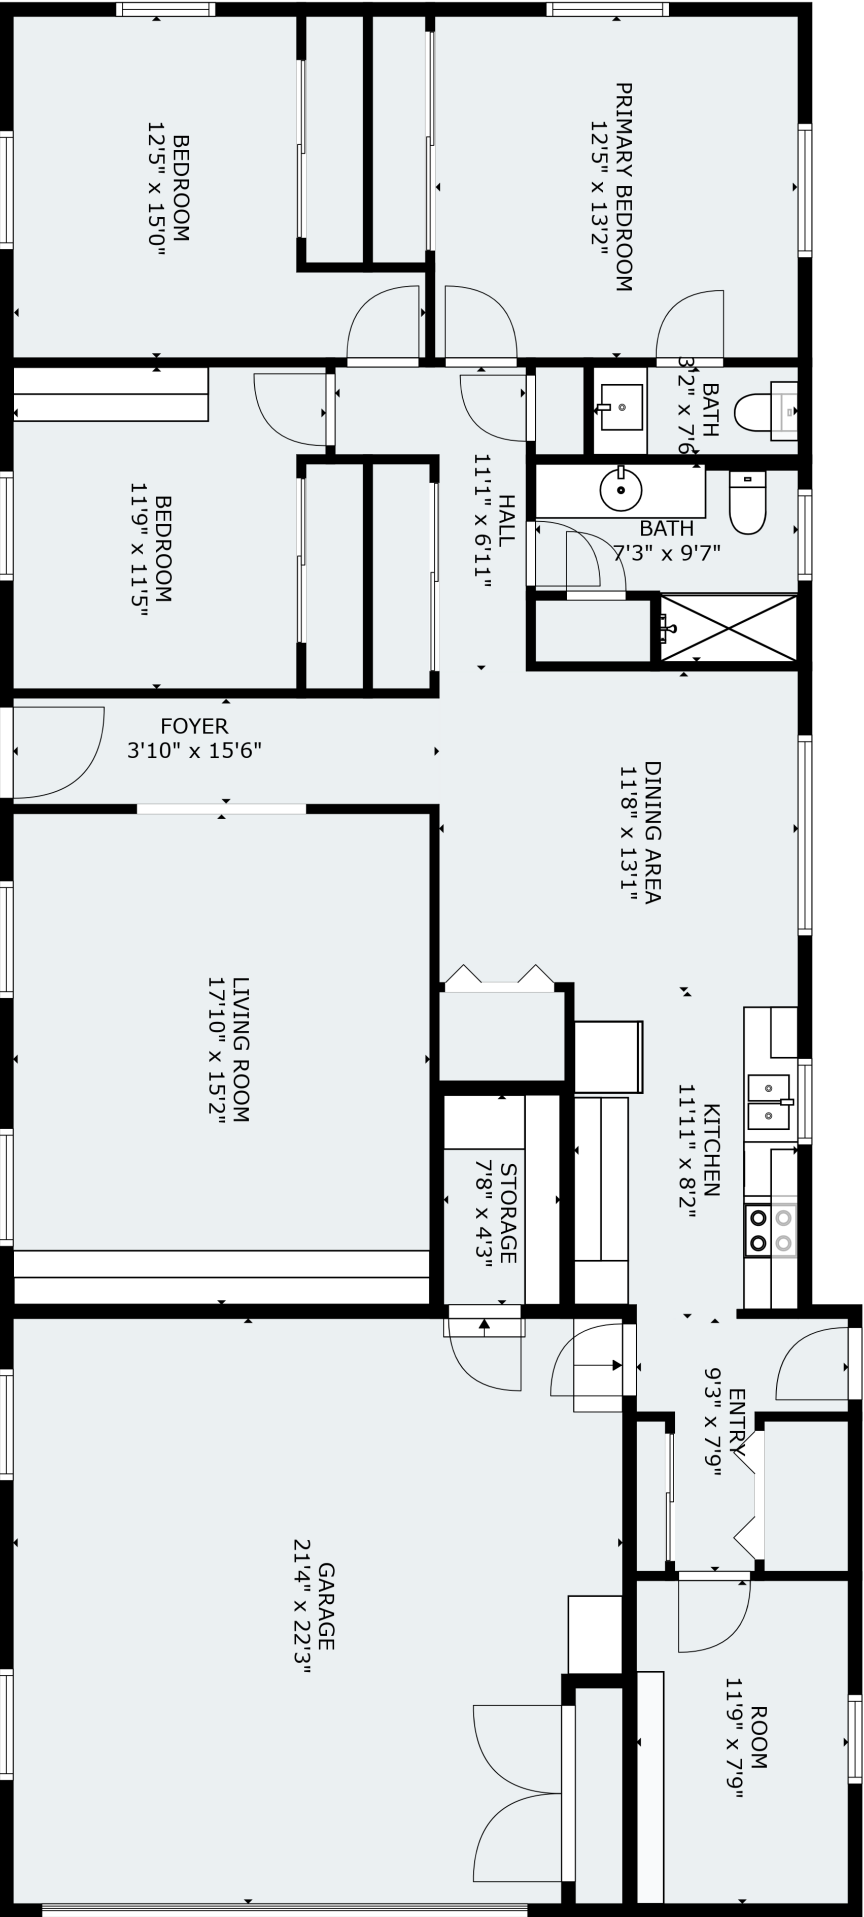 BEDROOM
12'5" x 15'0"
PRIMARY BEDROOM
12'5" x 13'2"
BATH
3'2" x 7'6
HALL
11'1" x 6'11"
BEDROOM
11'9" x 11'5"
BATH
7'3" x 9'7"
FOYER
3'10" x 15'6"
DINING AREA
11'8" x 13'1"
LIVING ROOM
17'10" x 15'2"
KITCHEN
11'11" x 8'2"
STORAGE
7'8" x 4'3"
ENTRY
9'3" x 7'9"
GARAGE
21'4" x 22'3"
ROOM
11'9" x 7'9"